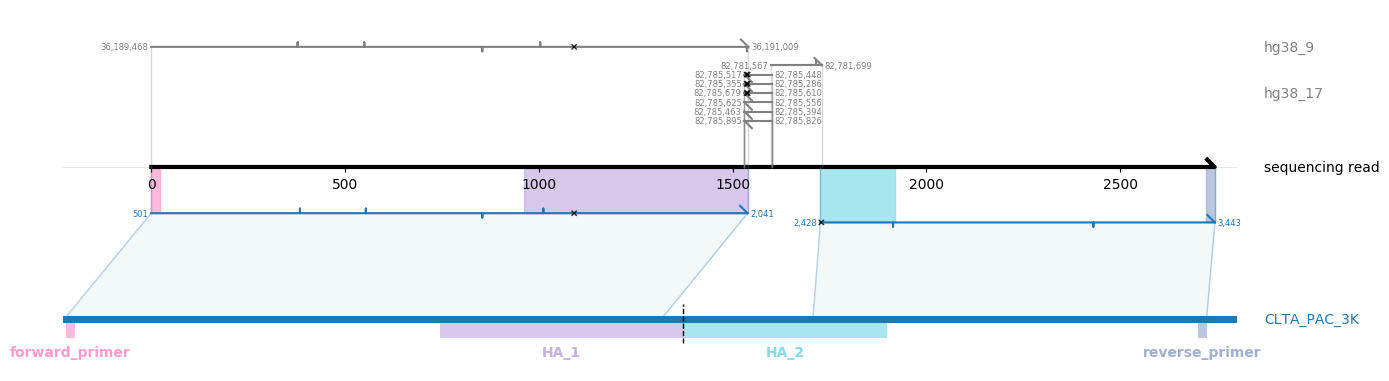 36,189,468 36,191,009 hg38_9
82,781,567 82,781,699
82,785,517 82,785,448
82,785,355 82,785,286
82,785,679 82,785,610 hg38_17
82,785,625 82,785,556
82,785,463 82,785,394
82,785,895 82,785,826
sequencing read
0 500 1000 1500 2000 2500
501 2,041
2,428 3,443
CLTA_PAC_3K
forward_primer HA_1 HA_2 reverse_primer